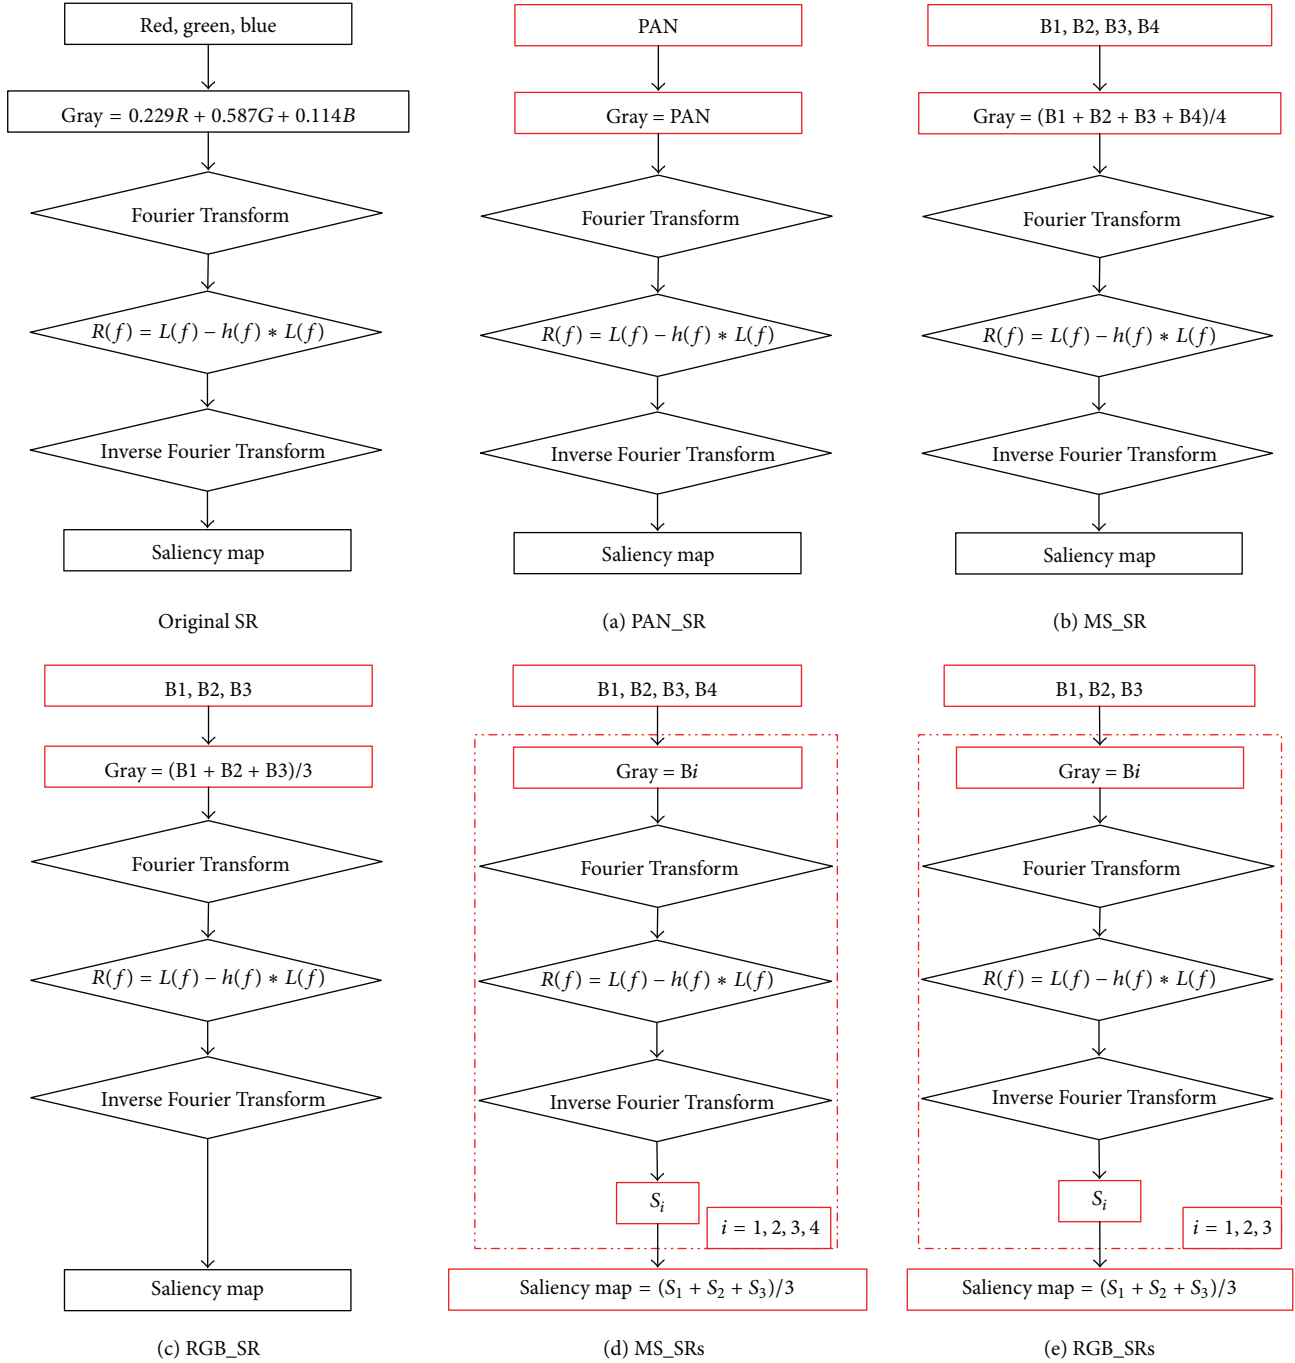 Red, green, blue
Gray = 0.229R + 0.587G + 0.114B
Fourier Transform
R(f) = L(f) − h(f) ∗ L(f)
Inverse Fourier Transform
Saliency map
Original SR
PAN
Gray = PAN
Fourier Transform
R(f) = L(f) − h(f) ∗ L(f)
Inverse Fourier Transform
Saliency map
(a) PAN_SR
B1, B2, B3, B4
Gray = (B1 + B2 + B3 + B4)/4
Fourier Transform
R(f) = L(f) − h(f) ∗ L(f)
Inverse Fourier Transform
Saliency map
(b) MS_SR
B1, B2, B3
Gray = (B1 + B2 + B3)/3
Fourier Transform
R(f) = L(f) − h(f) ∗ L(f)
Inverse Fourier Transform
Saliency map
(c) RGB_SR
B1, B2, B3, B4
Gray = Bi
Fourier Transform
R(f) = L(f) − h(f) ∗ L(f)
Inverse Fourier Transform
Sᵢ
i = 1, 2, 3, 4
Saliency map = (S₁ + S₂ + S₃)/3
(d) MS_SRs
B1, B2, B3
Gray = Bi
Fourier Transform
R(f) = L(f) − h(f) ∗ L(f)
Inverse Fourier Transform
Sᵢ
i = 1, 2, 3
Saliency map = (S₁ + S₂ + S₃)/3
(e) RGB_SRs